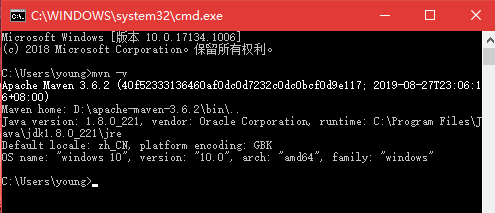 C:\WINDOWS\system32\cmd.exe
Microsoft Windows [版本 10.0.17134.1006]
(c) 2018 Microsoft Corporation。保留所有权利。
C:\Users\young>mvn -v
Apache Maven 3.6.2 (40f52333136460af0dc0d7232c0dc0bcf0d9e117; 2019-08-27T23:06:1
6+08:00)
Maven home: D:\apache-maven-3.6.2\bin\..
Java version: 1.8.0_221, vendor: Oracle Corporation, runtime: C:\Program Files\J
ava\jdk1.8.0_221\jre
Default locale: zh_CN, platform encoding: GBK
OS name: "windows 10", version: "10.0", arch: "amd64", family: "windows"
C:\Users\young>